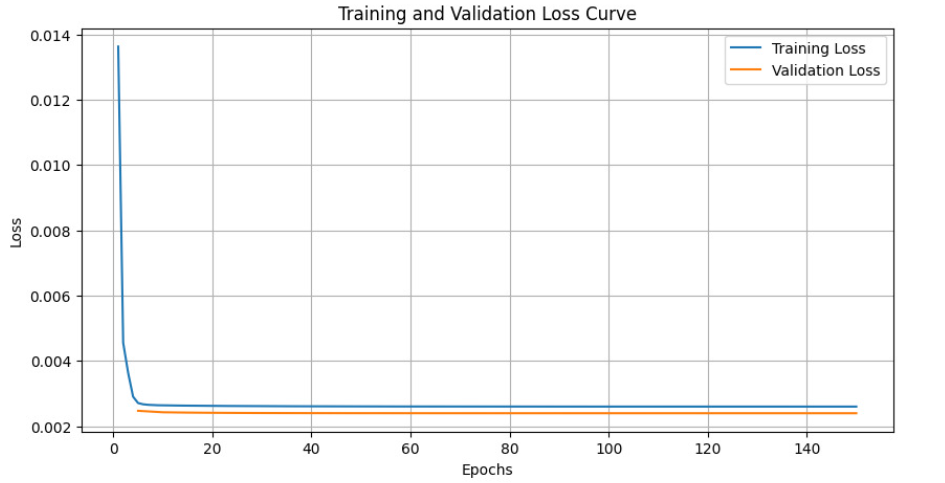 Training and Validation Loss Curve
0.014
0.012
0.010
0.008
0.006
0.004
0.002
Loss
Training Loss
Validation Loss
0 20 40 60 80 100 120 140
Epochs